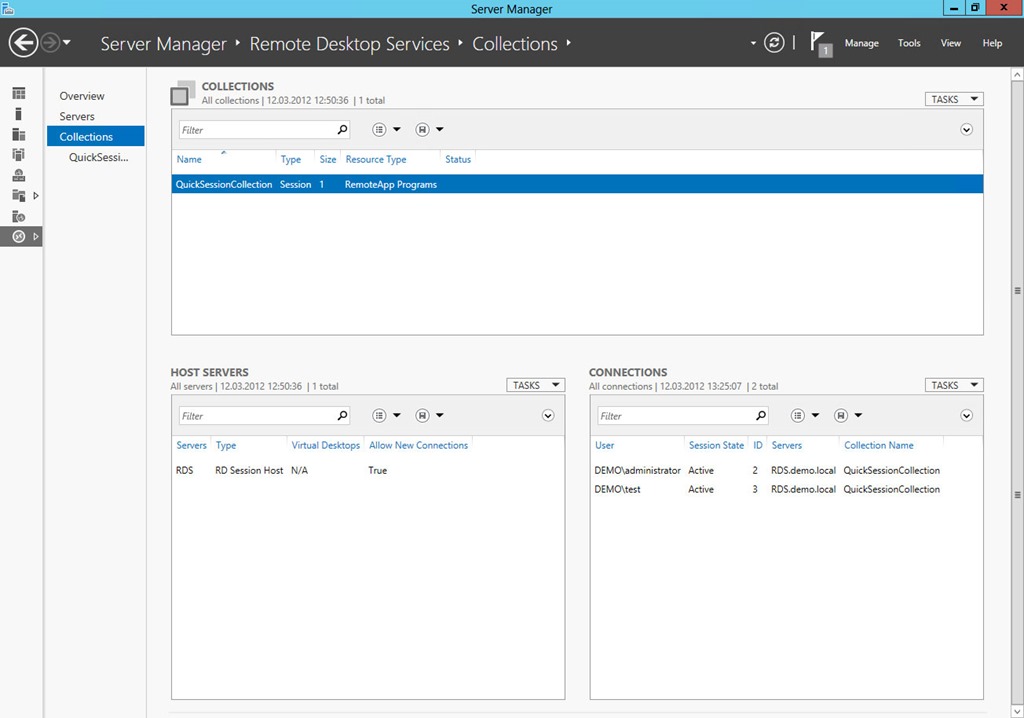 Server Manager
Server Manager ‣ Remote Desktop Services ‣ Collections ‣
1 Manage Tools View Help
Overview
Servers
Collections
QuickSessi...
COLLECTIONS
All collections | 12.03.2012 12:50:36 | 1 total
TASKS
Filter
Name Type Size Resource Type Status
QuickSessionCollection Session 1 RemoteApp Programs
HOST SERVERS
All servers | 12.03.2012 12:50:36 | 1 total
TASKS
Filter
Servers Type Virtual Desktops Allow New Connections
RDS RD Session Host N/A True
CONNECTIONS
All connections | 12.03.2012 13:25:07 | 2 total
TASKS
Filter
User Session State ID Servers Collection Name
DEMO\administrator Active 2 RDS.demo.local QuickSessionCollection
DEMO\test Active 3 RDS.demo.local QuickSessionCollection